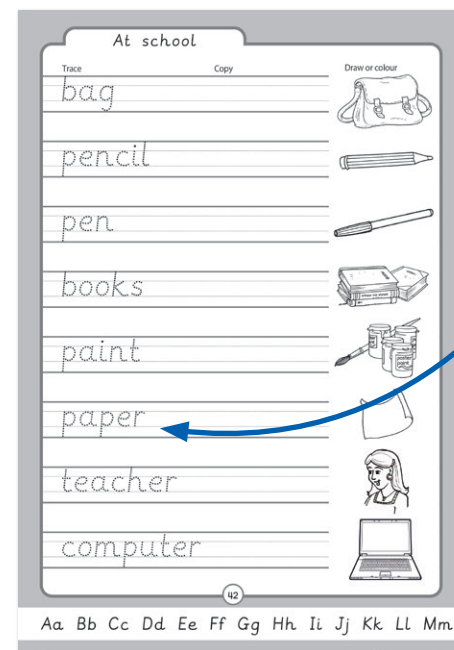 At school
Trace Copy Draw or colour
bag
pencil
pen
books
paint
paper
teacher
computer
42
Aa Bb Cc Dd Ee Ff Gg Hh Ii Jj Kk Ll Mm